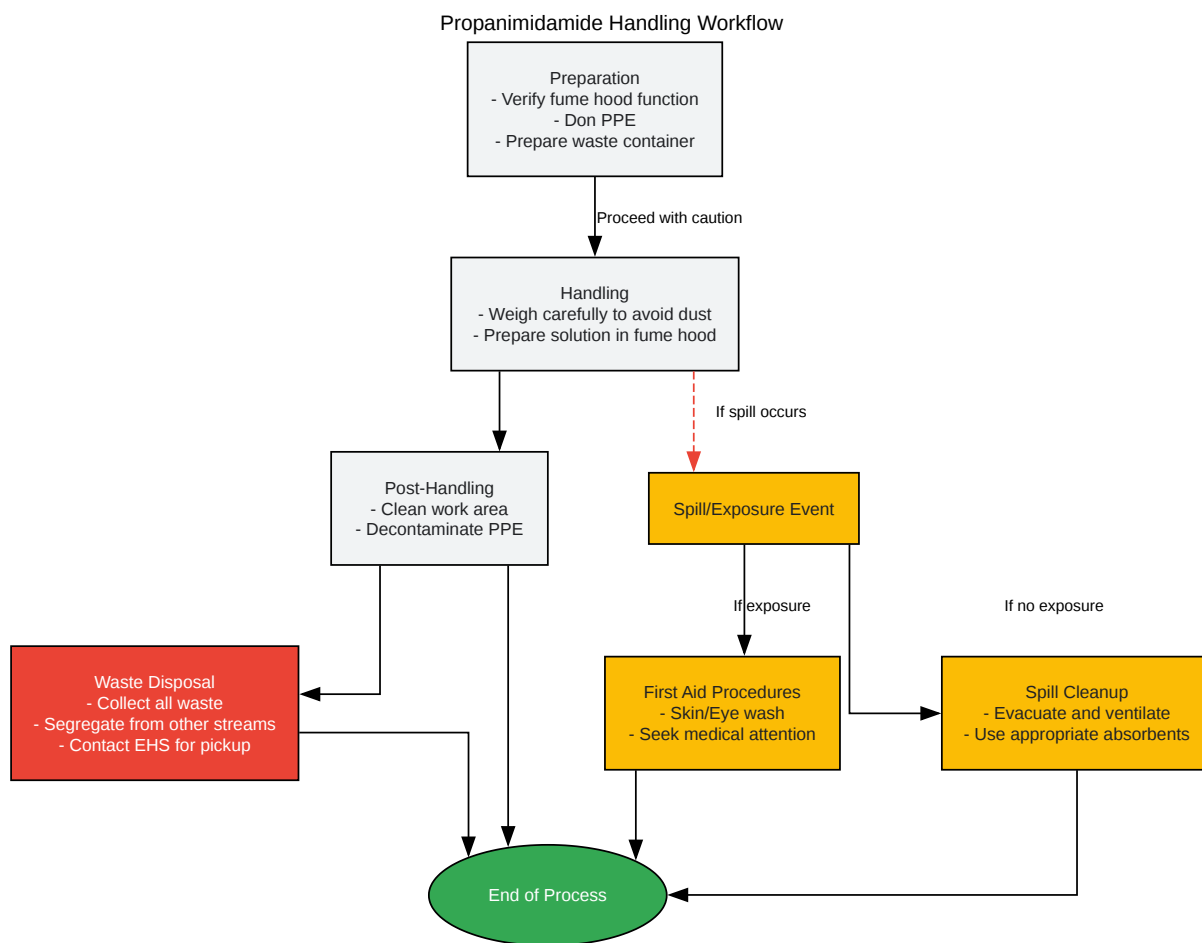 Propanimidamide Handling Workflow
Preparation
- Verify fume hood function
- Don PPE
- Prepare waste container
Proceed with caution
Handling
- Weigh carefully to avoid dust
- Prepare solution in fume hood
If spill occurs
Post-Handling
- Clean work area
- Decontaminate PPE
Spill/Exposure Event
If exposure
If no exposure
Waste Disposal
- Collect all waste
- Segregate from other streams
- Contact EHS for pickup
First Aid Procedures
- Skin/Eye wash
- Seek medical attention
Spill Cleanup
- Evacuate and ventilate
- Use appropriate absorbents
End of Process